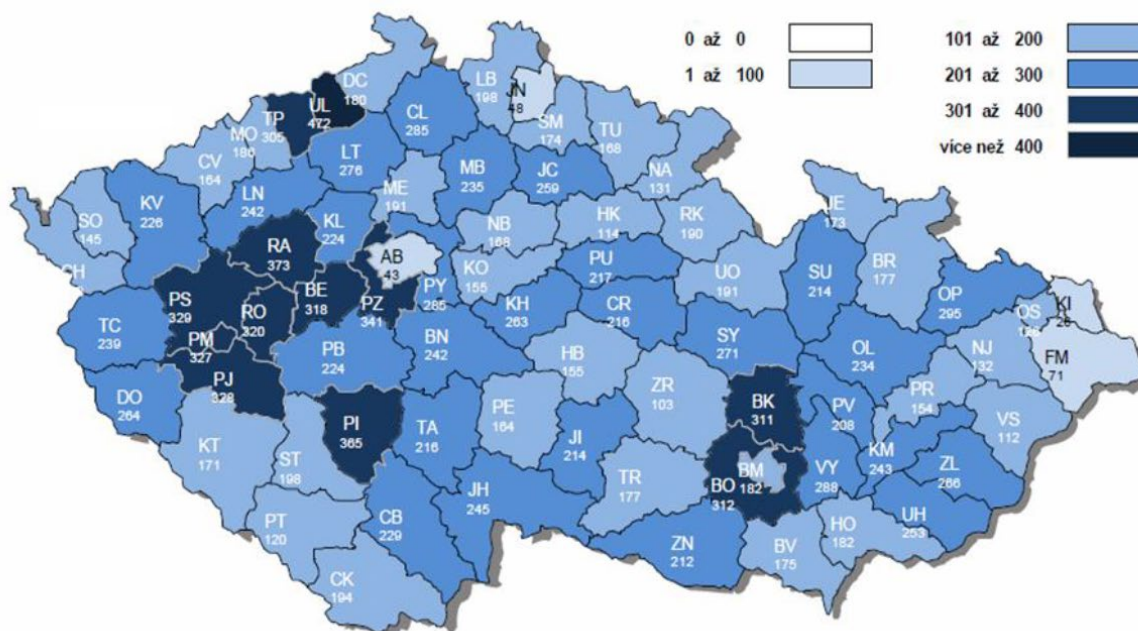 0 až 0
1 až 100
101 až 200
201 až 300
301 až 400
více než 400
DC
180
LB
198
JN
48
UL
472
TP
305
MO
186
CL
285
SM
174
TU
168
CV
164
LT
276
MB
235
JC
259
NA
131
KV
226
LN
242
ME
191
SO
145
KL
224
NB
168
HK
114
RK
190
JE
173
RA
373
AB
43
CH
KO
155
PU
217
UO
191
SU
214
BR
177
PS
329
RO
320
BE
318
PZ
341
PY
285
KH
263
CR
216
OP
295
KI
OS
TC
239
PM
327
PB
224
BN
242
SY
271
OL
234
NJ
132
FM
71
PJ
328
HB
155
DO
264
PI
365
TA
216
PE
164
ZR
103
BK
311
PV
208
PR
154
VS
112
KT
171
ST
198
JI
214
KM
243
TR
177
BO
312
BM
182
VY
288
ZL
266
JH
245
PT
120
CB
229
ZN
212
BV
175
HO
182
UH
253
CK
194